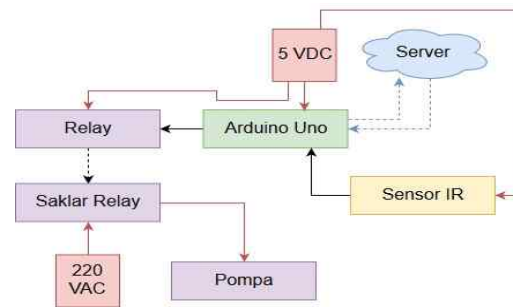 5 VDC
Server
Relay
Arduino Uno
Saklar Relay
Sensor IR
220
VAC
Pompa